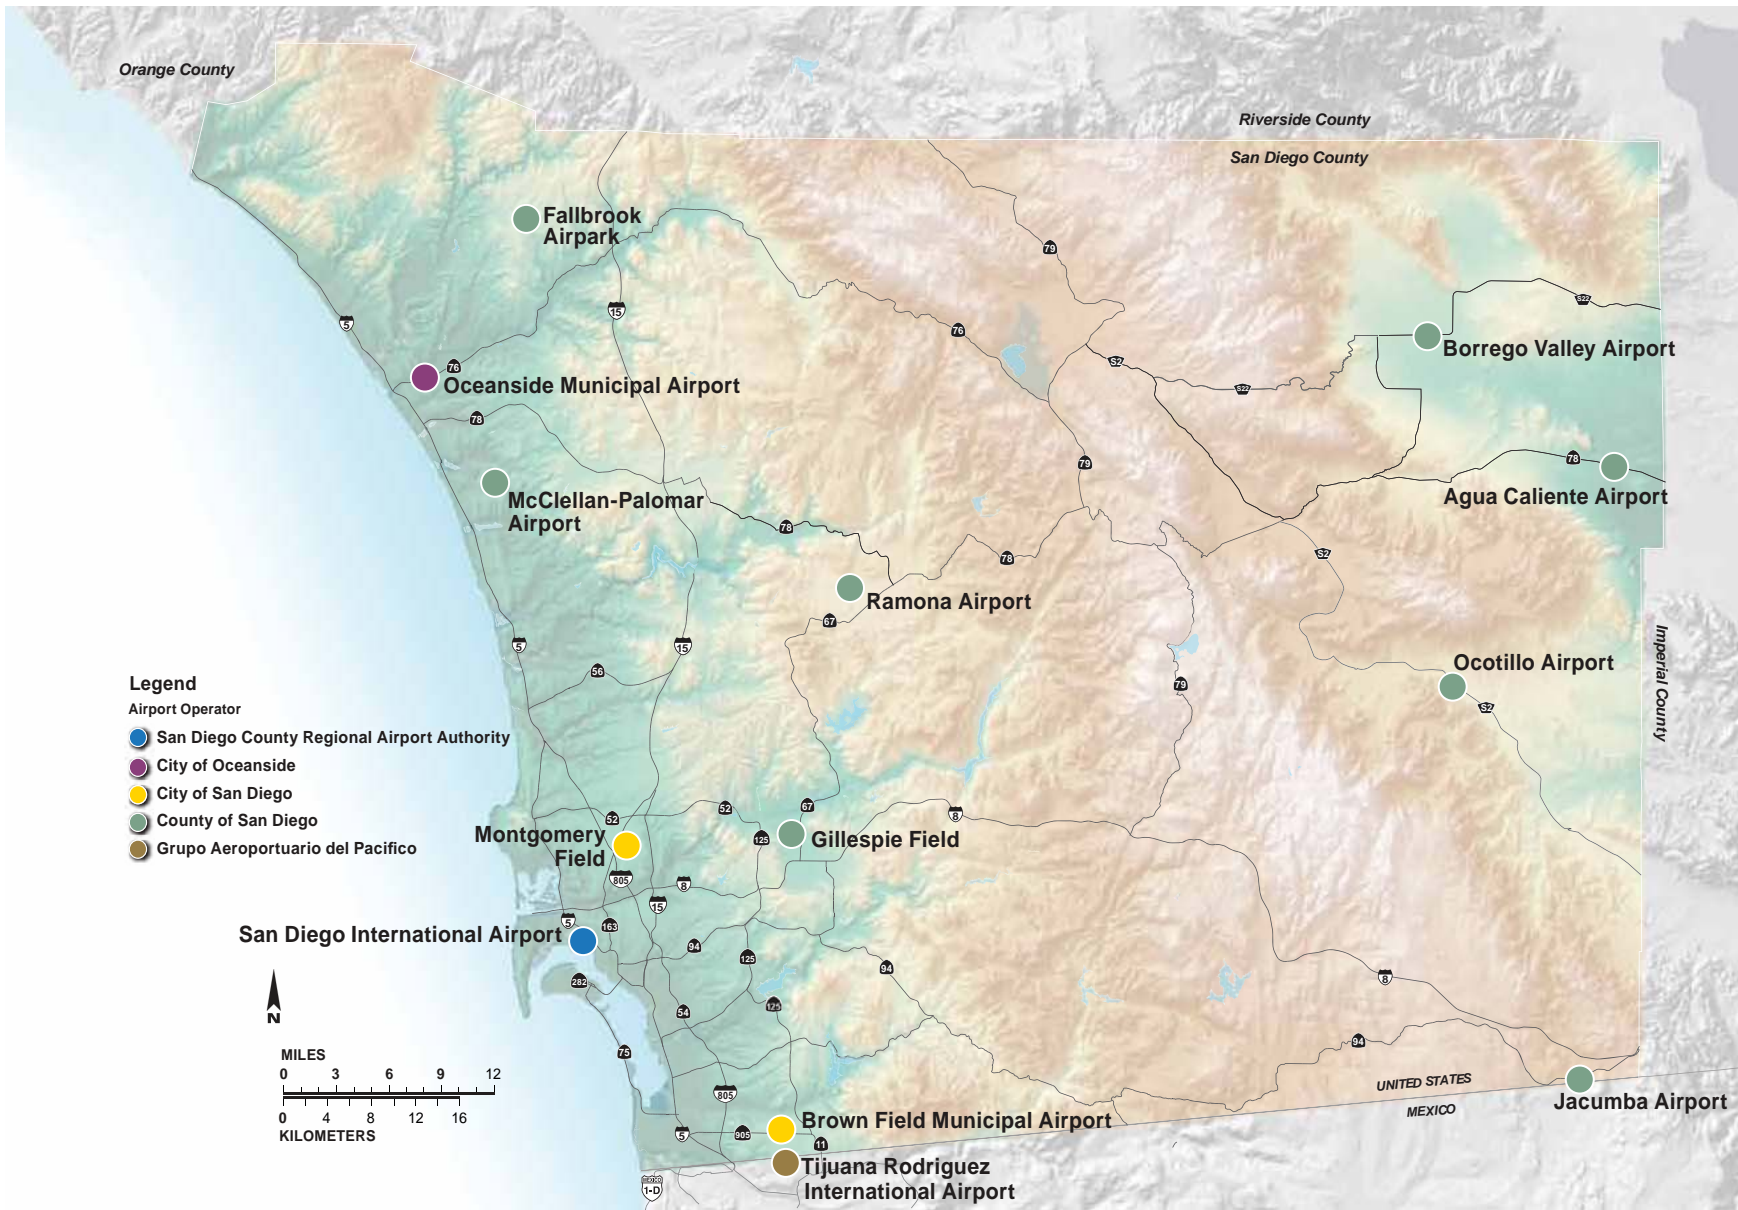 Orange County
Riverside County
San Diego County
Fallbrook
Airpark
79
15
S22
5
76
76
Borrego Valley Airport
S2
Oceanside Municipal Airport
S22
78
79
78
McClellan-Palomar
Airport
Agua Caliente Airport
78
S2
78
Ramona Airport
67
Imperial County
5
15
56
Ocotillo Airport
79
S2
Legend
Airport Operator
San Diego County Regional Airport Authority
City of Oceanside
City of San Diego
County of San Diego
Grupo Aeroportuario del Pacifico
52
52
67
8
Montgomery
Field
125
Gillespie Field
805
8
15
5
163
San Diego International Airport
94
125
94
282
8
N
54
125
75
94
MILES
0 3 6 9 12
0 4 8 12 16
KILOMETERS
805
UNITED STATES
MEXICO
Jacumba Airport
Brown Field Municipal Airport
5
905
11
Tijuana Rodriguez
International Airport
MEXICO
1-D